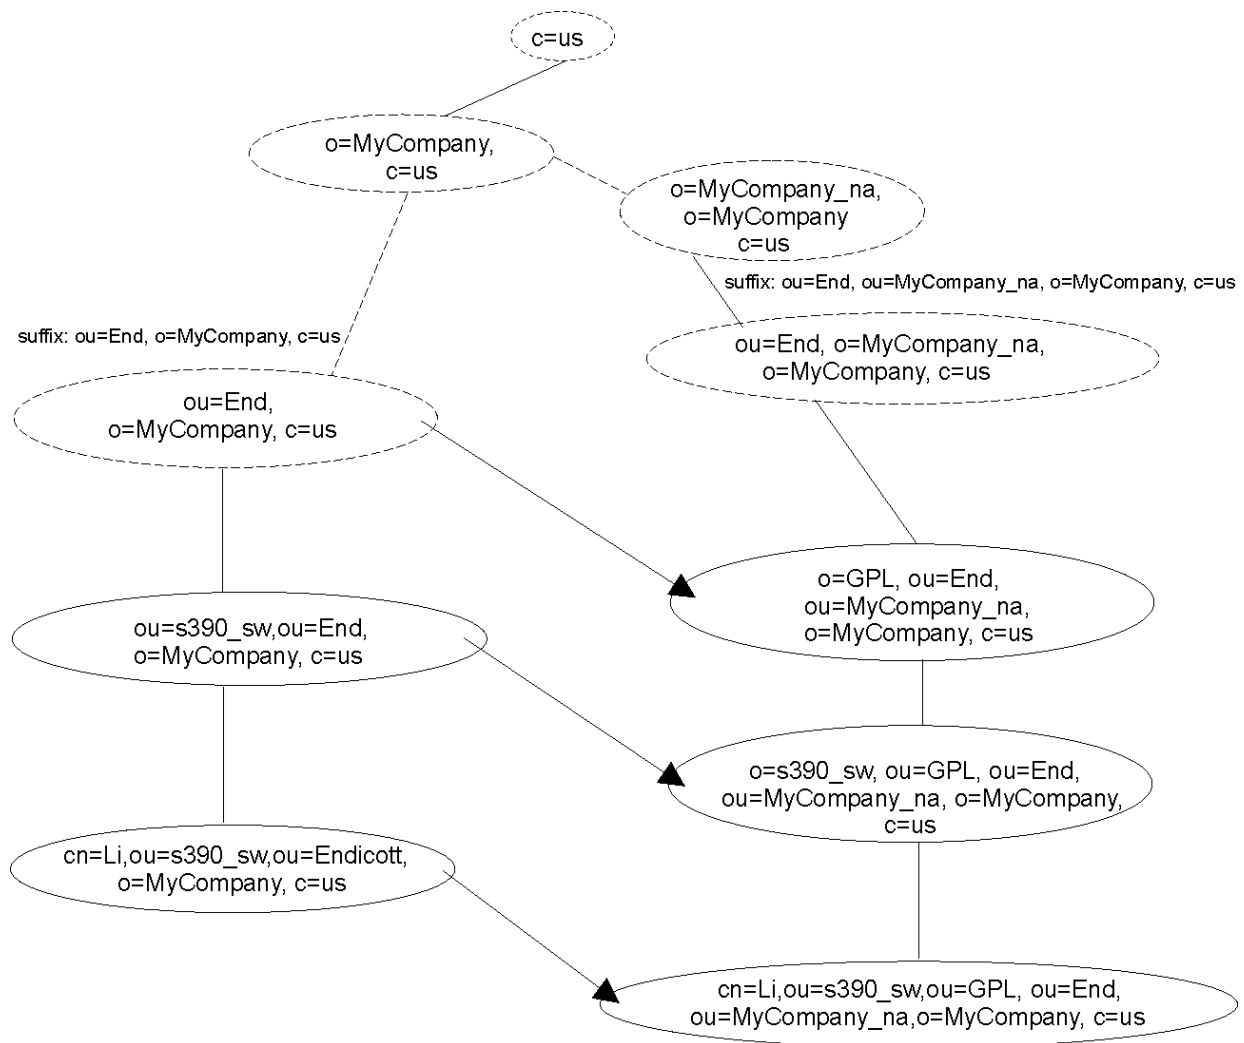 c=us
o=MyCompany,
c=us
o=MyCompany_na,
o=MyCompany
c=us
suffix: ou=End, ou=MyCompany_na, o=MyCompany, c=us
suffix: ou=End, o=MyCompany, c=us
ou=End, o=MyCompany_na,
o=MyCompany, c=us
ou=End,
o=MyCompany, c=us
o=GPL, ou=End,
ou=MyCompany_na,
o=MyCompany, c=us
ou=s390_sw,ou=End,
o=MyCompany, c=us
o=s390_sw, ou=GPL, ou=End,
ou=MyCompany_na, o=MyCompany,
c=us
cn=Li,ou=s390_sw,ou=Endicott,
o=MyCompany, c=us
cn=Li,ou=s390_sw,ou=GPL, ou=End,
ou=MyCompany_na,o=MyCompany, c=us